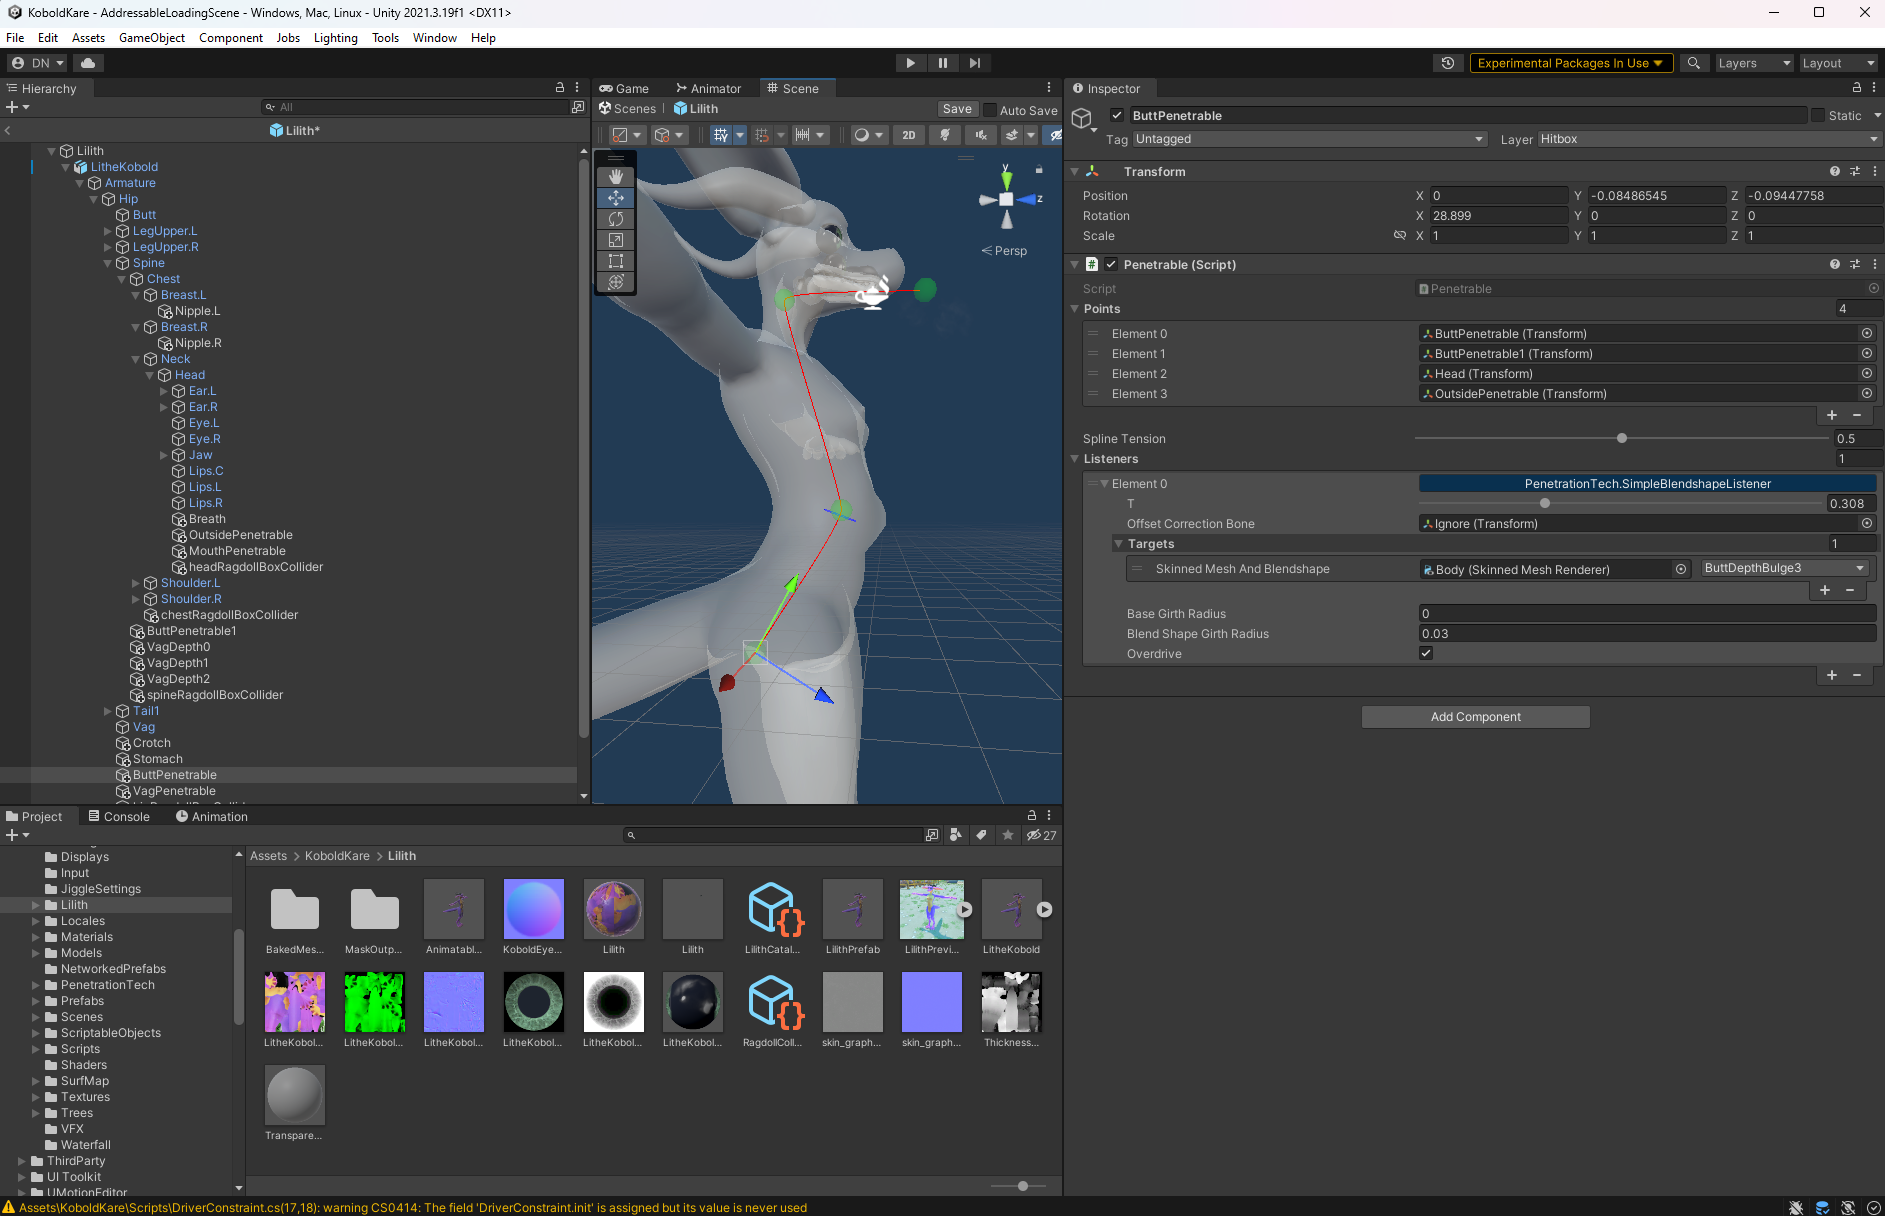 KoboldKare - AddressableLoadingScene - Windows, Mac, Linux - Unity 2021.3.19f1 <DX11>
File Edit Assets GameObject Component Jobs Lighting Tools Window Help
DN
Experimental Packages In Use
Layers
Layout
Hierarchy
All
Lilith*
Lilith
LitheKobold
Armature
Hip
Butt
LegUpper.L
LegUpper.R
Spine
Chest
Breast.L
Nipple.L
Breast.R
Nipple.R
Neck
Head
Ear.L
Ear.R
Eye.L
Eye.R
Jaw
Lips.C
Lips.L
Lips.R
Breath
OutsidePenetrable
MouthPenetrable
headRagdollBoxCollider
Shoulder.L
Shoulder.R
chestRagdollBoxCollider
ButtPenetrable1
VagDepth0
VagDepth1
VagDepth2
spineRagdollBoxCollider
Tail1
Vag
Crotch
Stomach
ButtPenetrable
VagPenetrable
Game Animator Scene
Scenes Lilith
Save Auto Save
2D
y
z
Persp
Inspector
ButtPenetrable Static
Tag Untagged Layer Hitbox
Transform
Position X 0 Y -0.08486545 Z -0.09447758
Rotation X 28.899 Y 0 Z 0
Scale X 1 Y 1 Z 1
# Penetrable (Script)
Script Penetrable
Points 4
Element 0 ButtPenetrable (Transform)
Element 1 ButtPenetrable1 (Transform)
Element 2 Head (Transform)
Element 3 OutsidePenetrable (Transform)
+ −
Spline Tension 0.5
Listeners 1
Element 0 PenetrationTech.SimpleBlendshapeListener
T 0.308
Offset Correction Bone Ignore (Transform)
Targets 1
Skinned Mesh And Blendshape Body (Skinned Mesh Renderer) ButtDepthBulge3
+ −
Base Girth Radius 0
Blend Shape Girth Radius 0.03
Overdrive
+ −
Add Component
Project Console Animation
27
Displays
Input
JiggleSettings
Lilith
Locales
Materials
Models
NetworkedPrefabs
PenetrationTech
Prefabs
Scenes
ScriptableObjects
Scripts
Shaders
SurfMap
Textures
Trees
VFX
Waterfall
ThirdParty
UI Toolkit
UMotionEditor
Assets > KoboldKare > Lilith
BakedMes... MaskOutp... Animatabl... KoboldEye... Lilith Lilith LilithCatal... LilithPrefab LilithPrevi... LitheKobold
LitheKobol... LitheKobol... LitheKobol... LitheKobol... LitheKobol... LitheKobol... RagdollColl... skin_graph... skin_graph... Thickness...
Transpare...
Assets\KoboldKare\Scripts\DriverConstraint.cs(17,18): warning CS0414: The field 'DriverConstraint.init' is assigned but its value is never used